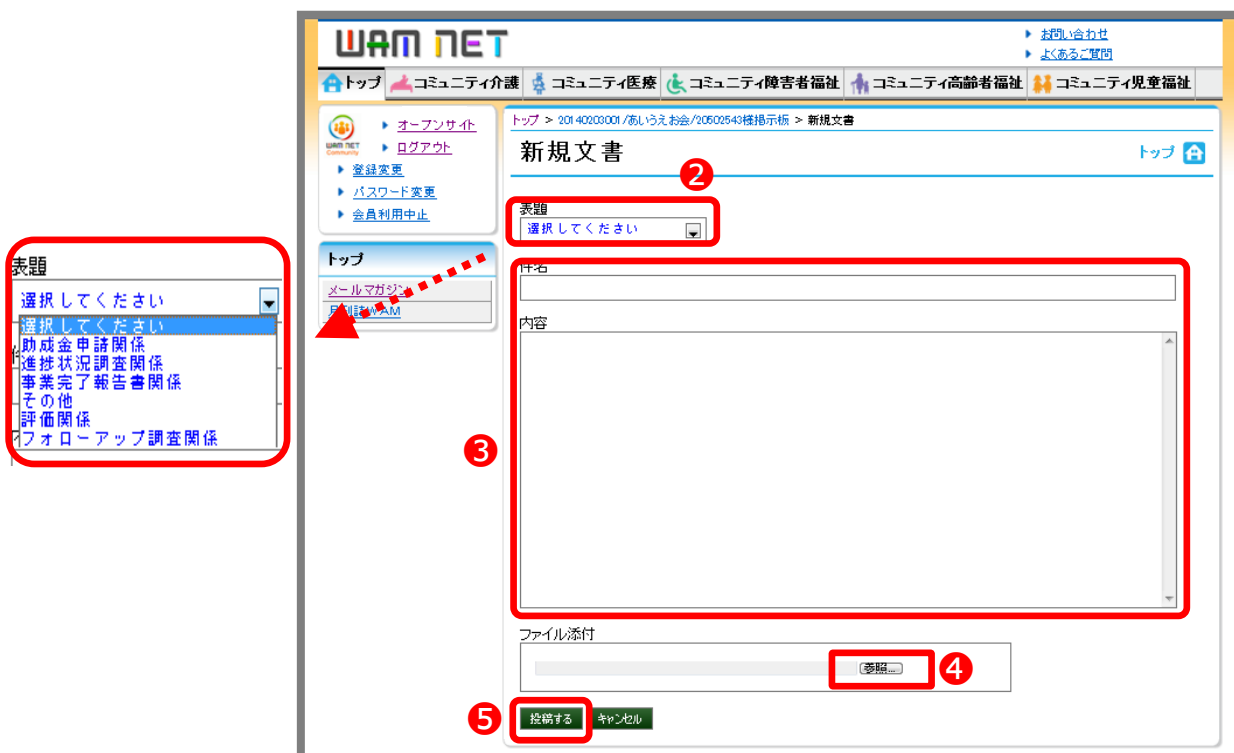 WAM NET
お問い合わせ
よくあるご質問
トップ コミュニティ介護 コミュニティ医療 コミュニティ障害者福祉 コミュニティ高齢者福祉 コミュニティ児童福祉
WAM NET Community
オープンサイト
ログアウト
登録変更
パスワード変更
会員利用中止
トップ
メールマガジン
月刊誌WAM
トップ > 20140203001/あいうえお会/20502543様掲示板 > 新規文書
新規文書
トップ
❷
表題
選択してください
件名
内容
❸
ファイル添付
参照...
❹
❺
投稿する キャンセル
表題
選択してください
選択してください
助成金申請関係
進捗状況調査関係
事業完了報告書関係
その他
評価関係
フォローアップ調査関係